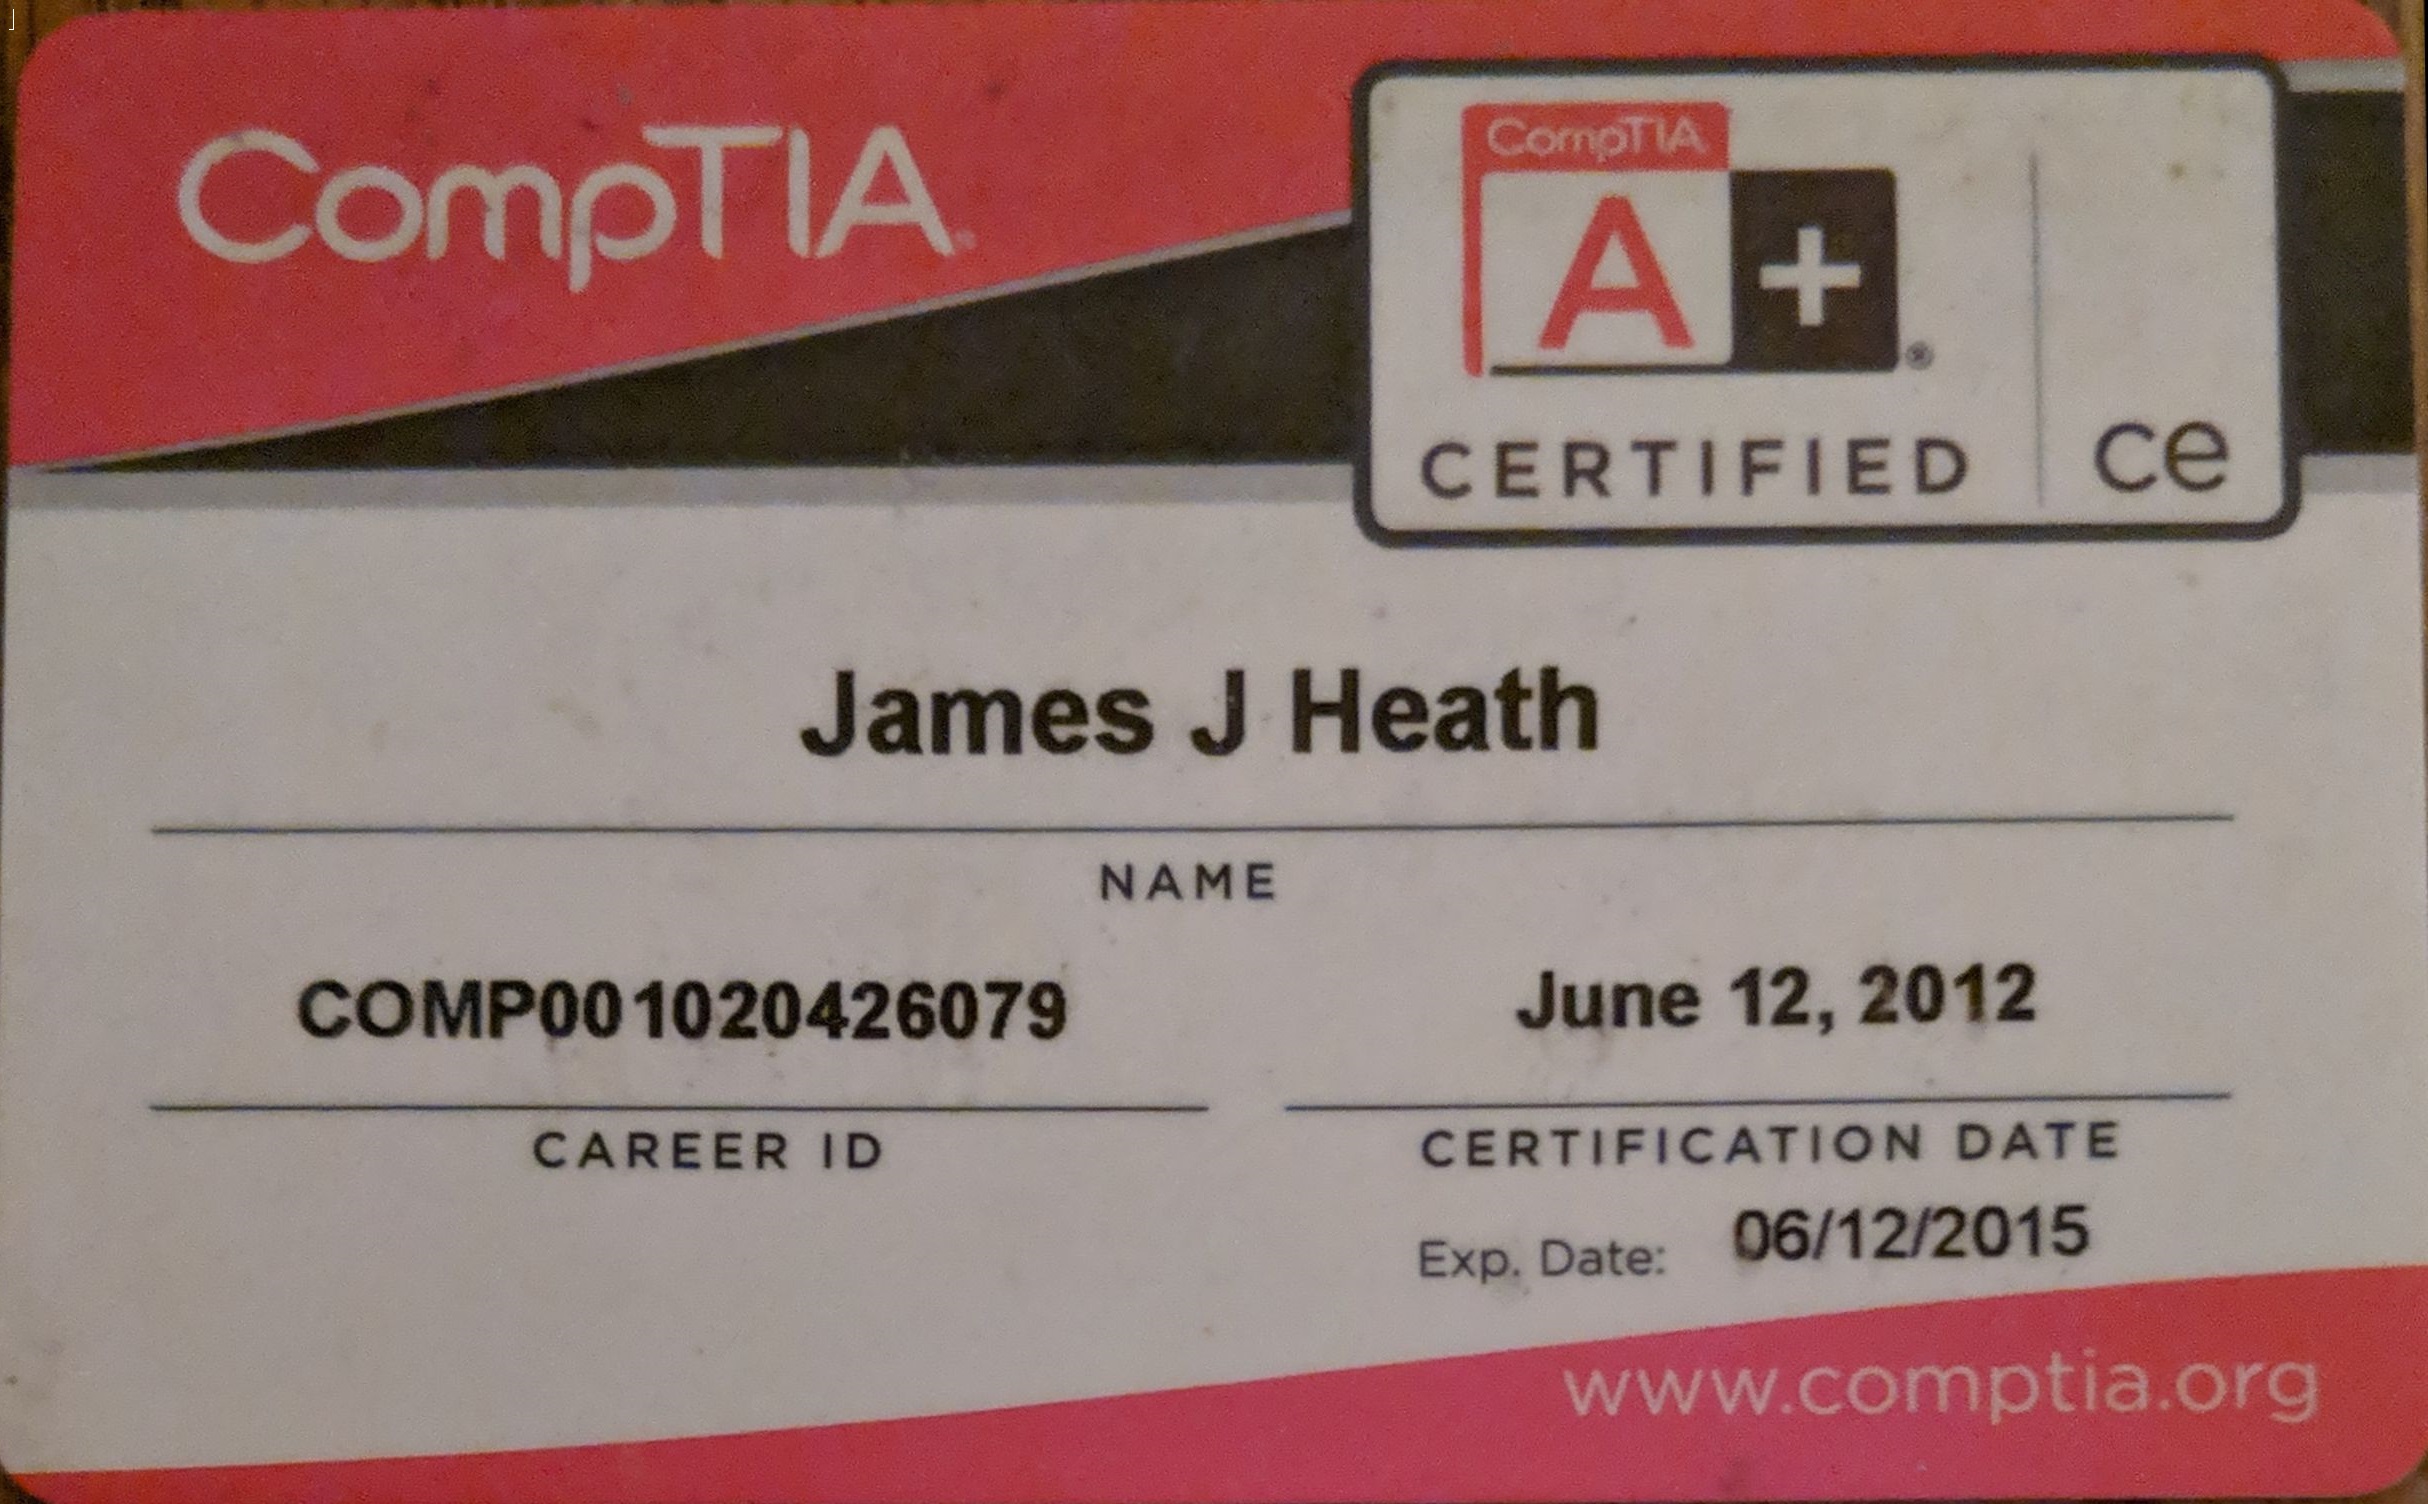 CompTIA
CompTIA
A+
CERTIFIED
ce
James J Heath
NAME
COMP001020426079
June 12, 2012
CAREER ID
CERTIFICATION DATE
Exp. Date: 06/12/2015
www.comptia.org